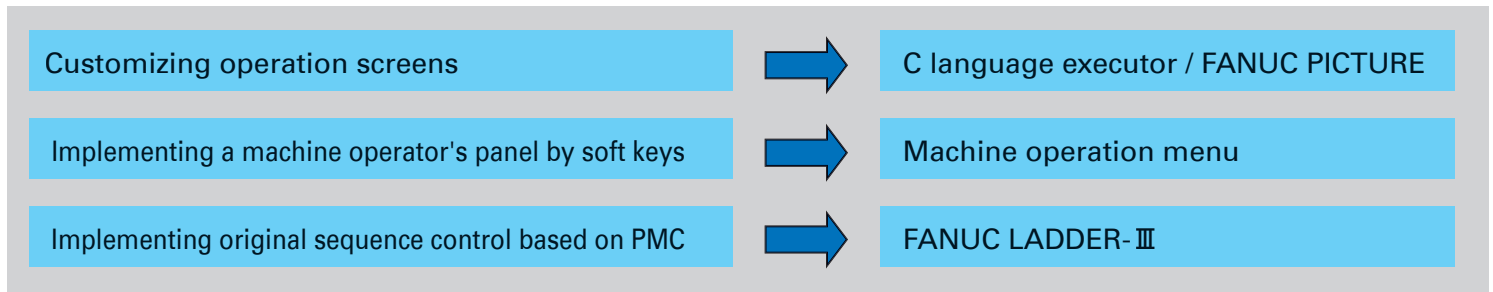 Customizing operation screens
C language executor / FANUC PICTURE
Implementing a machine operator's panel by soft keys
Machine operation menu
Implementing original sequence control based on PMC
FANUC LADDER-Ⅲ